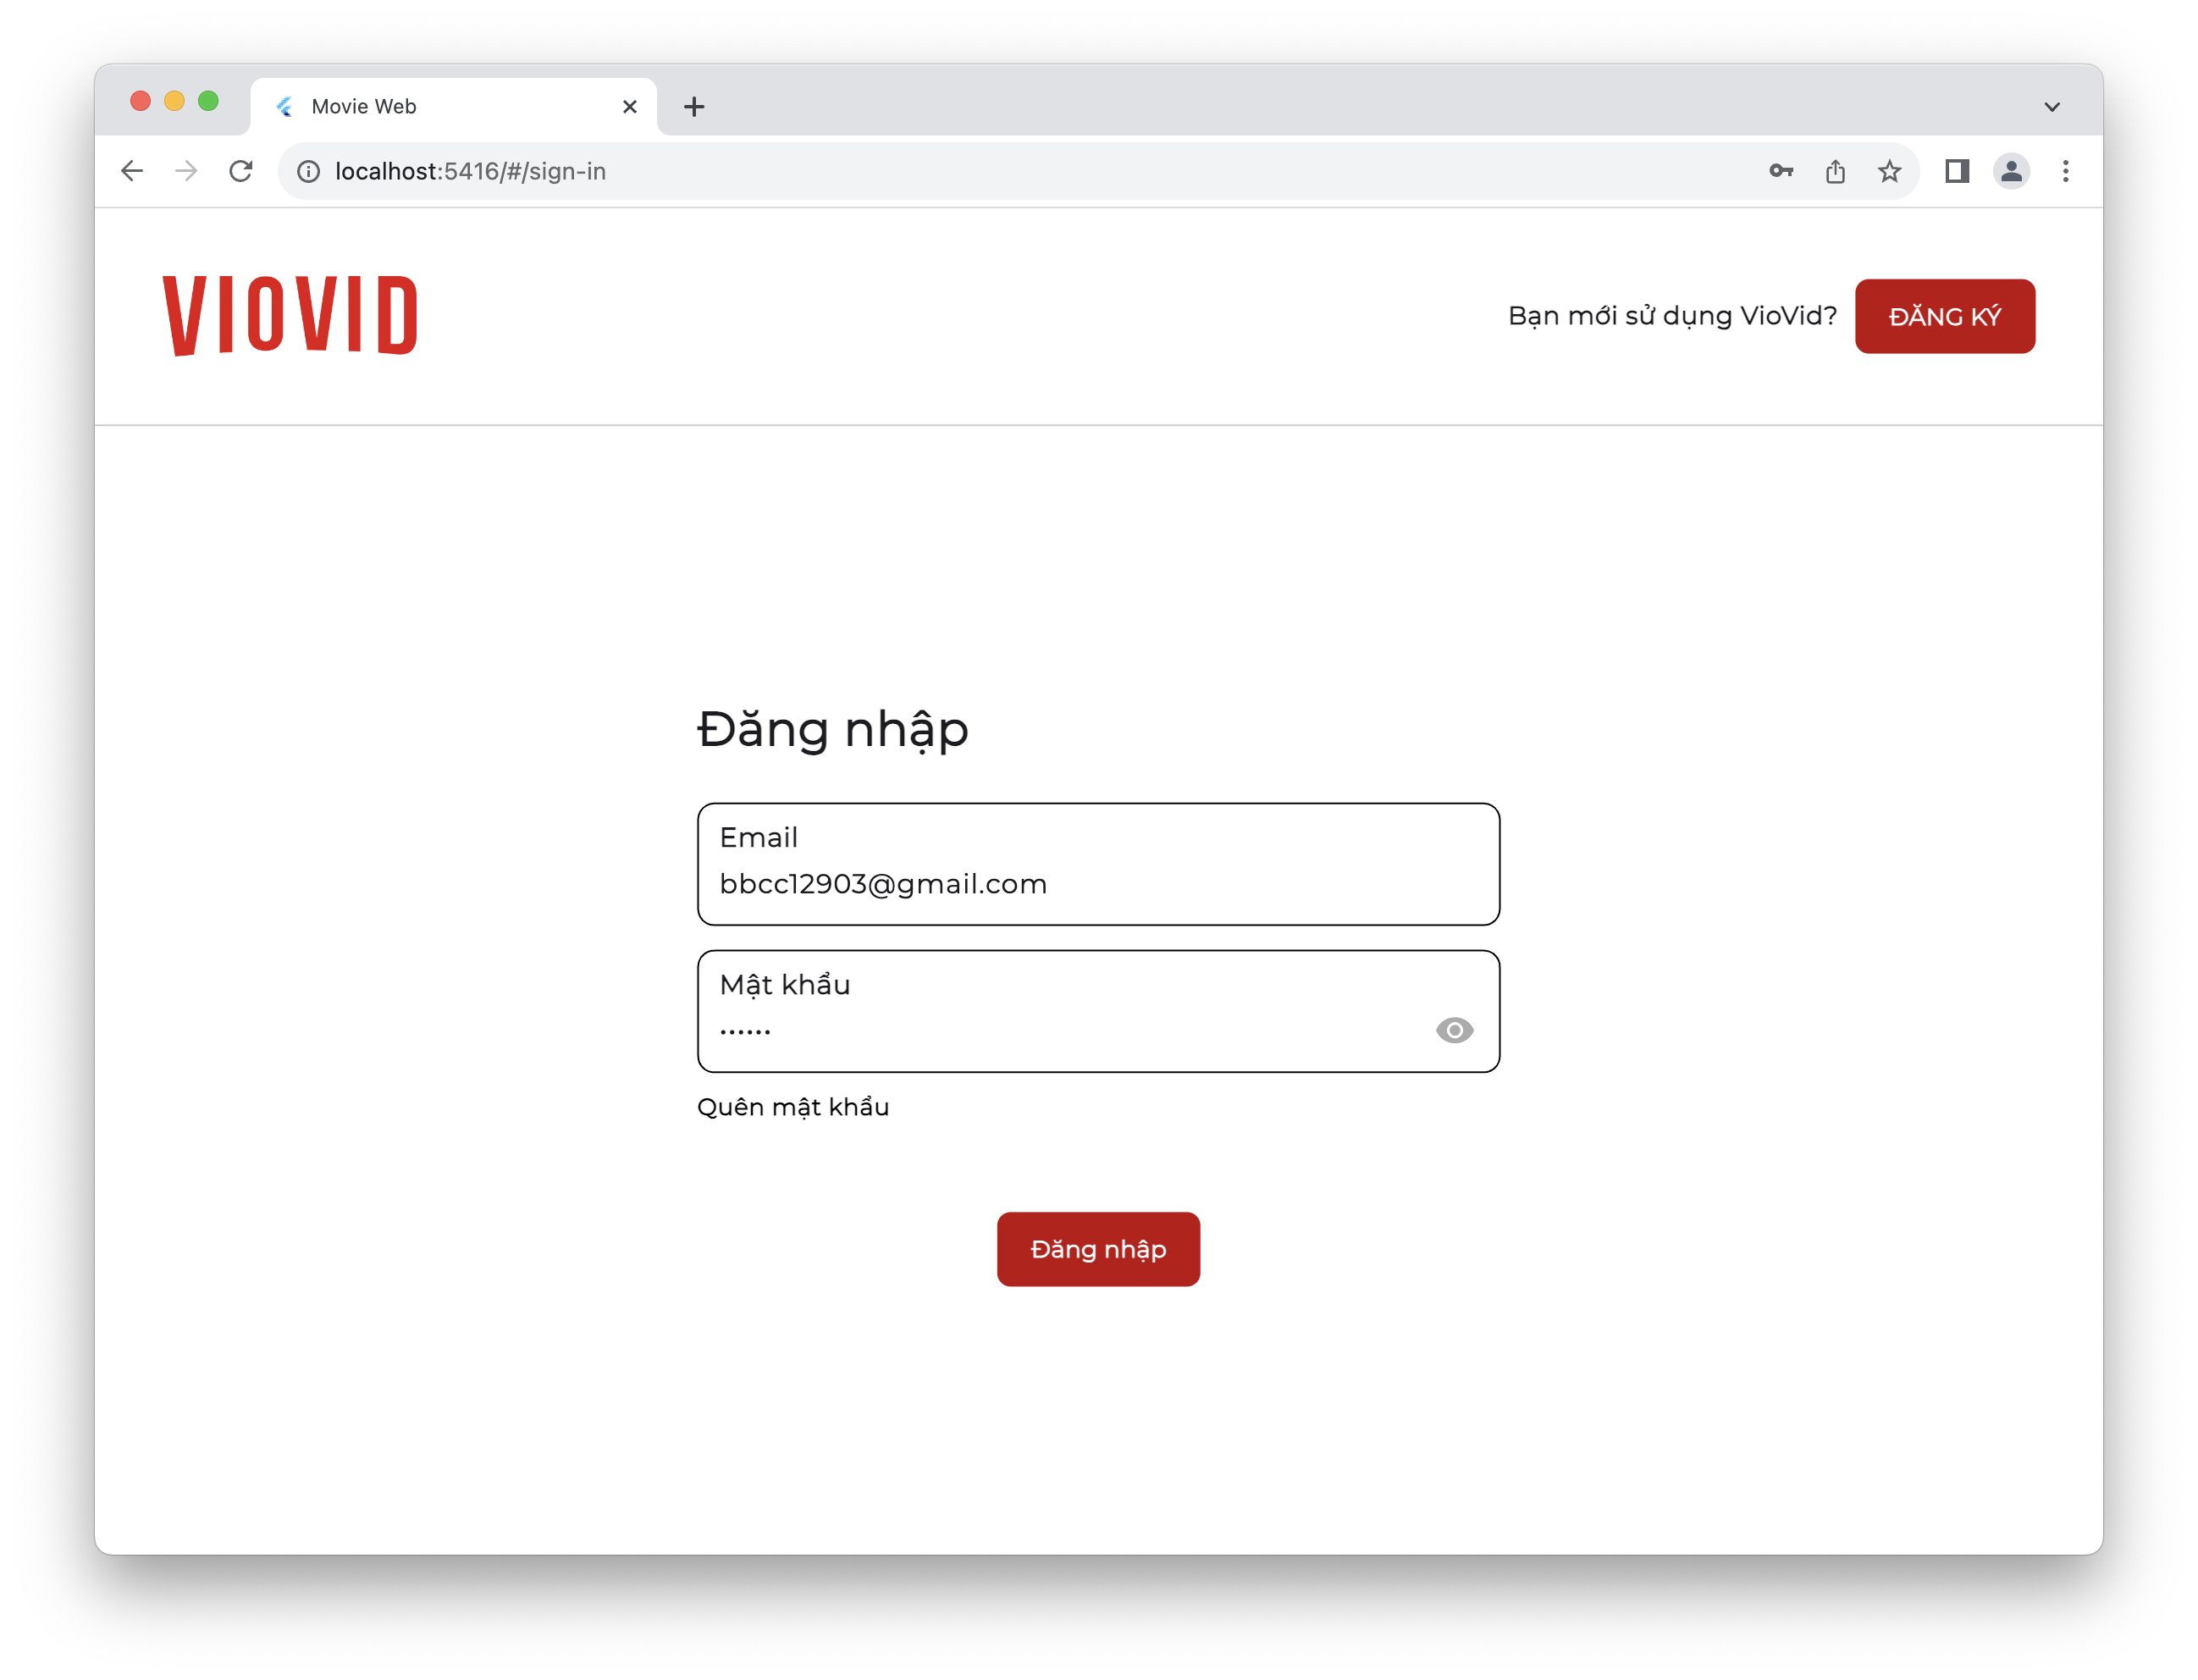 Movie Web
localhost:5416/#/sign-in
VIOVID
Bạn mới sử dụng VioVid?
ĐĂNG KÝ
Đăng nhập
Email
bbcc12903@gmail.com
Mật khẩu
••••••
Quên mật khẩu
Đăng nhập